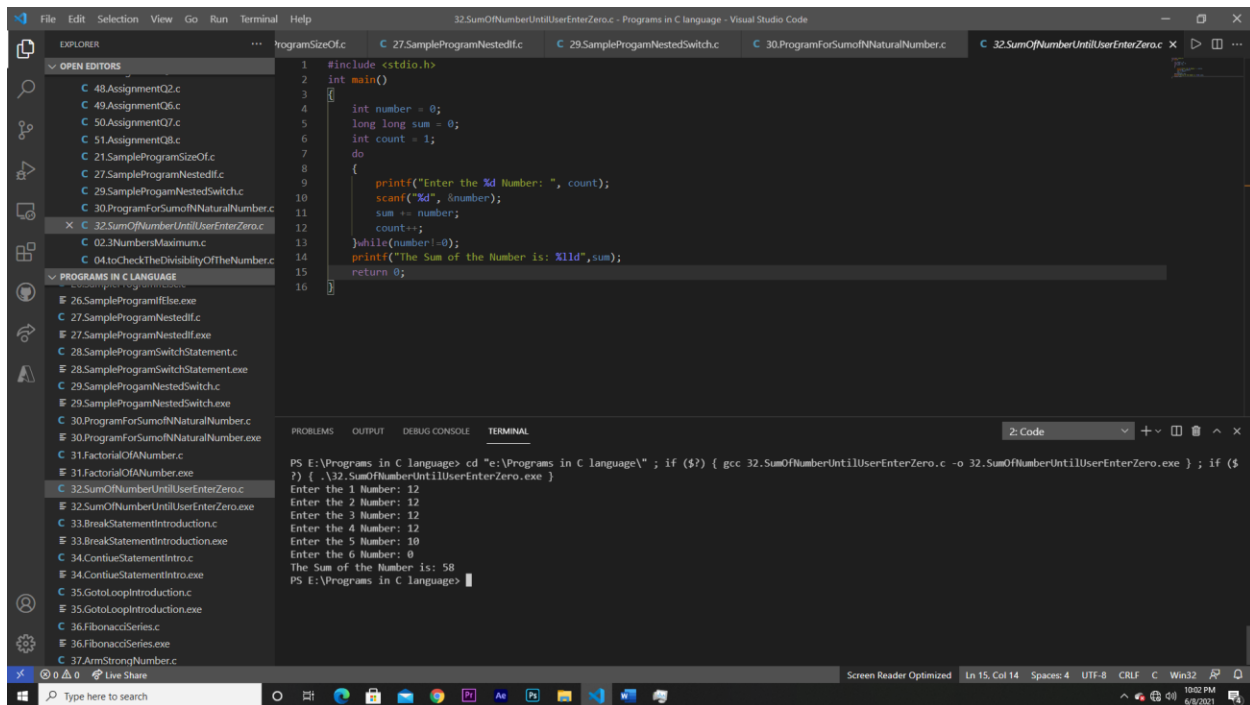 File Edit Selection View Go Run Terminal Help
32.SumOfNumberUntilUserEnterZero.c - Programs in C language - Visual Studio Code
EXPLORER
OPEN EDITORS
48.AssignmentQ2.c
49.AssignmentQ6.c
50.AssignmentQ7.c
51.AssignmentQ8.c
21.SampleProgramSizeOf.c
27.SampleProgramNestedIf.c
29.SampleProgamNestedSwitch.c
30.ProgramForSumofNNaturalNumber.c
32.SumOfNumberUntilUserEnterZero.c
02.3NumbersMaximum.c
04.toCheckTheDivisiblityOfTheNumber.c
PROGRAMS IN C LANGUAGE
26.SampleProgramIfElse.exe
27.SampleProgramNestedIf.c
27.SampleProgramNestedIf.exe
28.SampleProgramSwitchStatement.c
28.SampleProgramSwitchStatement.exe
29.SampleProgamNestedSwitch.c
29.SampleProgamNestedSwitch.exe
30.ProgramForSumofNNaturalNumber.c
30.ProgramForSumofNNaturalNumber.exe
31.FactorialOfANumber.c
31.FactorialOfANumber.exe
32.SumOfNumberUntilUserEnterZero.c
32.SumOfNumberUntilUserEnterZero.exe
33.BreakStatementIntroduction.c
33.BreakStatementIntroduction.exe
34.ContiueStatementIntro.c
34.ContiueStatementIntro.exe
35.GotoLoopIntroduction.c
35.GotoLoopIntroduction.exe
36.FibonacciSeries.c
36.FibonacciSeries.exe
37.ArmStrongNumber.c
rogramSizeOf.c C 27.SampleProgramNestedIf.c C 29.SampleProgamNestedSwitch.c C 30.ProgramForSumofNNaturalNumber.c C 32.SumOfNumberUntilUserEnterZero.c
1 #include <stdio.h>
2 int main()
3 {
4 int number = 0;
5 long long sum = 0;
6 int count = 1;
7 do
8 {
9 printf("Enter the %d Number: ", count);
10 scanf("%d", &number);
11 sum += number;
12 count++;
13 }while(number!=0);
14 printf("The Sum of the Number is: %lld",sum);
15 return 0;
16 }
PROBLEMS OUTPUT DEBUG CONSOLE TERMINAL
2: Code
PS E:\Programs in C language> cd "e:\Programs in C language\" ; if ($?) { gcc 32.SumOfNumberUntilUserEnterZero.c -o 32.SumOfNumberUntilUserEnterZero.exe } ; if ($
?) { .\32.SumOfNumberUntilUserEnterZero.exe }
Enter the 1 Number: 12
Enter the 2 Number: 12
Enter the 3 Number: 12
Enter the 4 Number: 12
Enter the 5 Number: 10
Enter the 6 Number: 0
The Sum of the Number is: 58
PS E:\Programs in C language>
0 0 Live Share
Screen Reader Optimized Ln 15, Col 14 Spaces: 4 UTF-8 CRLF C Win32
Type here to search
Pr Ae Ps
10:02 PM
6/8/2021